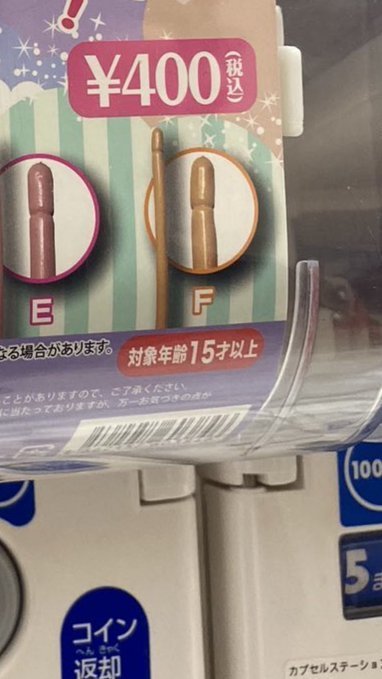 !
¥400(税込)
E
F
なる場合があります。
対象年齢15才以上
ことがありますので、ご了承ください。
に当たっておりますが、万一お気づきの点が
100
5
コイン
へんきゃく
返却
カプセルステーショ